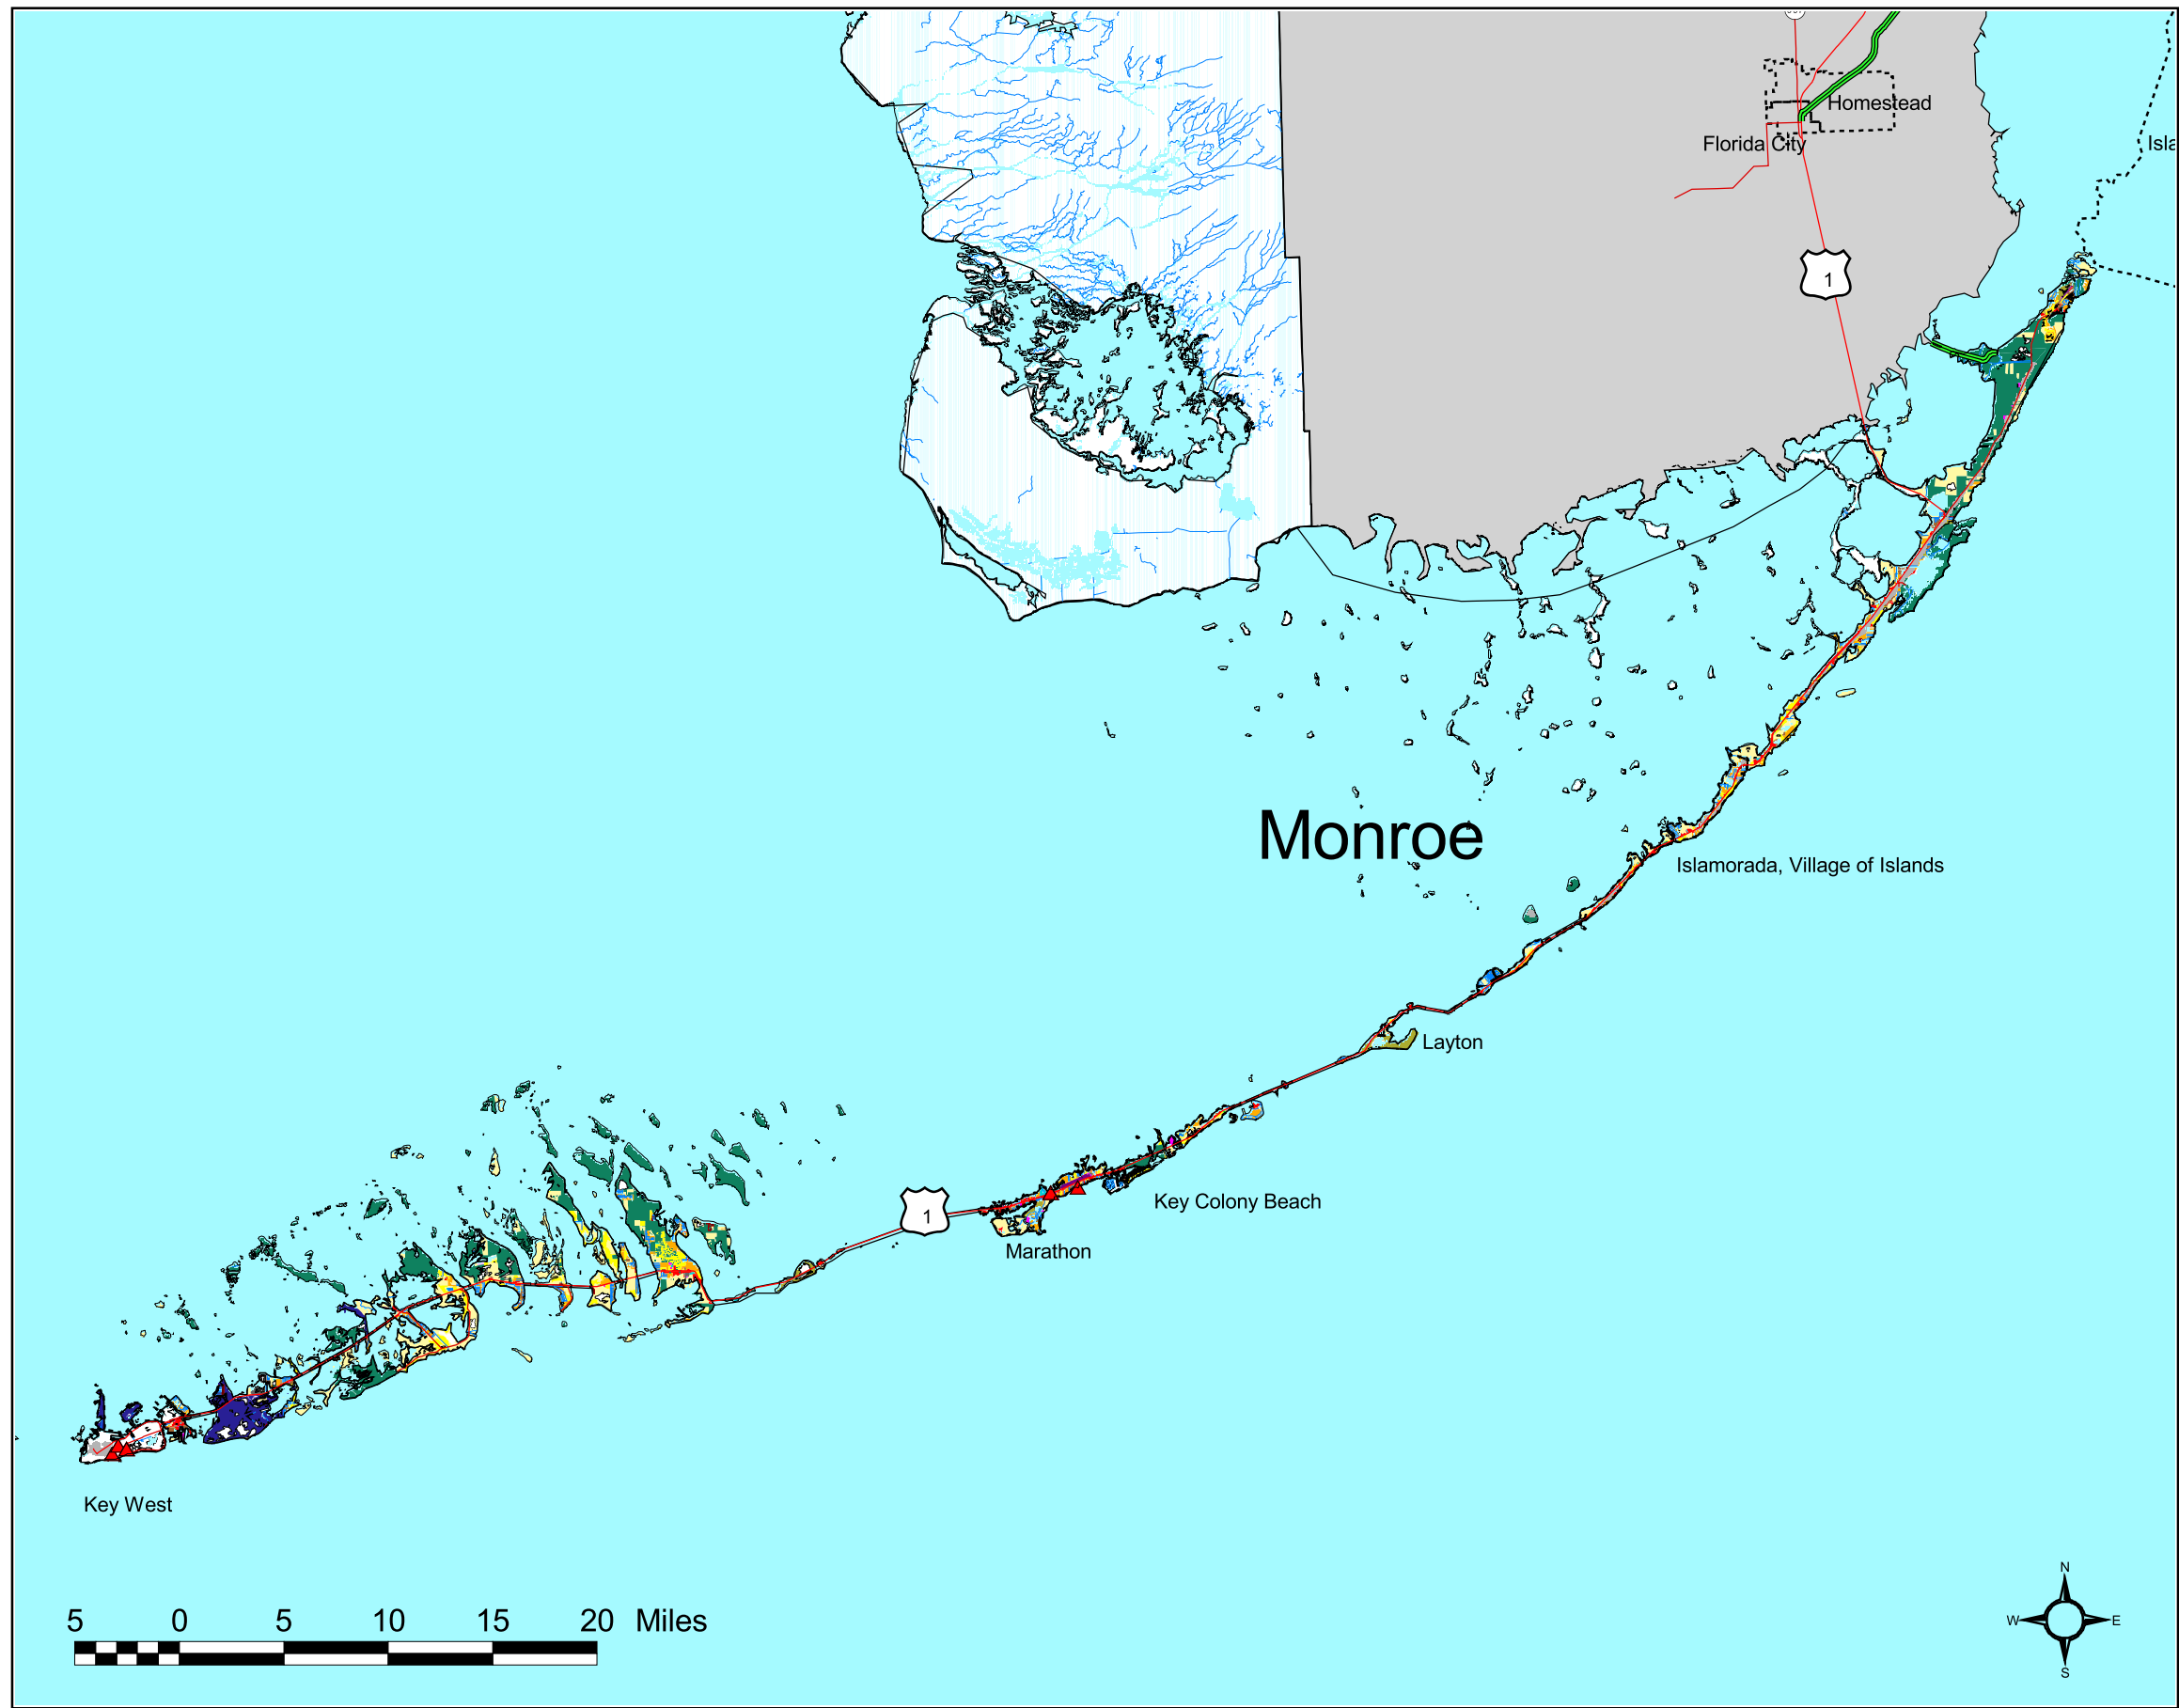 Homestead
Florida City
Isla
1
Monroe
Islamorada, Village of Islands
Layton
Key Colony Beach
1
Marathon
Key West
N
W
E
S
5 0 5 10 15 20 Miles